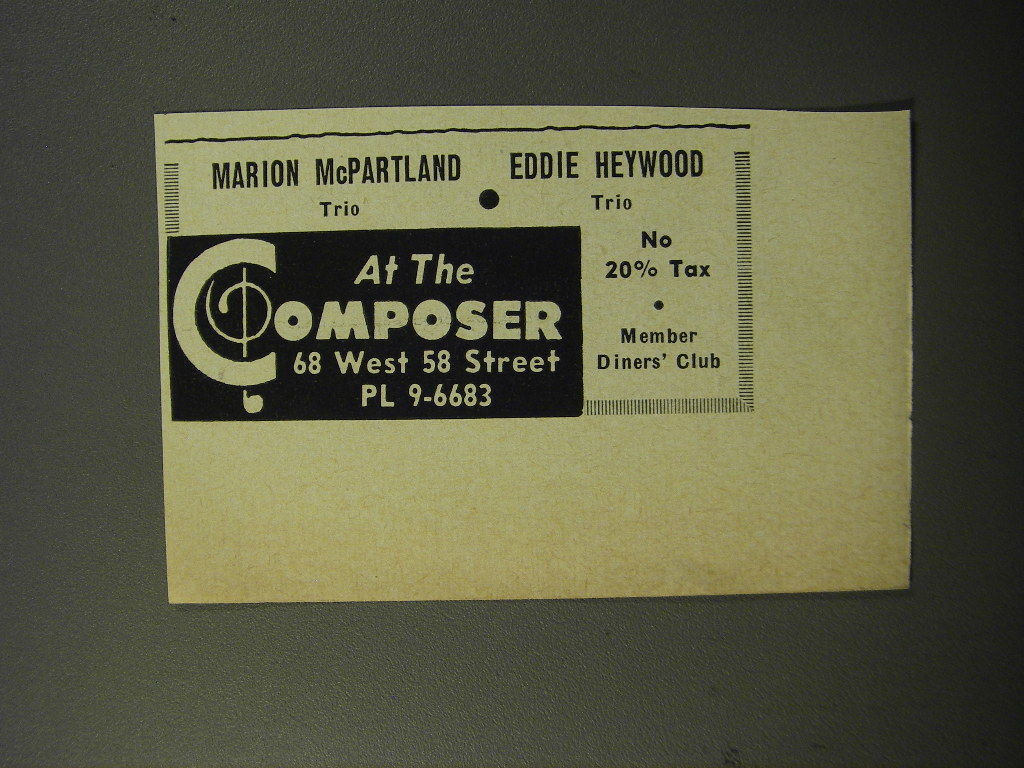 MARION McPARTLAND
Trio
EDDIE HEYWOOD
Trio
At The
COMPOSER
68 West 58 Street
PL 9-6683
No
20% Tax
Member
Diners' Club